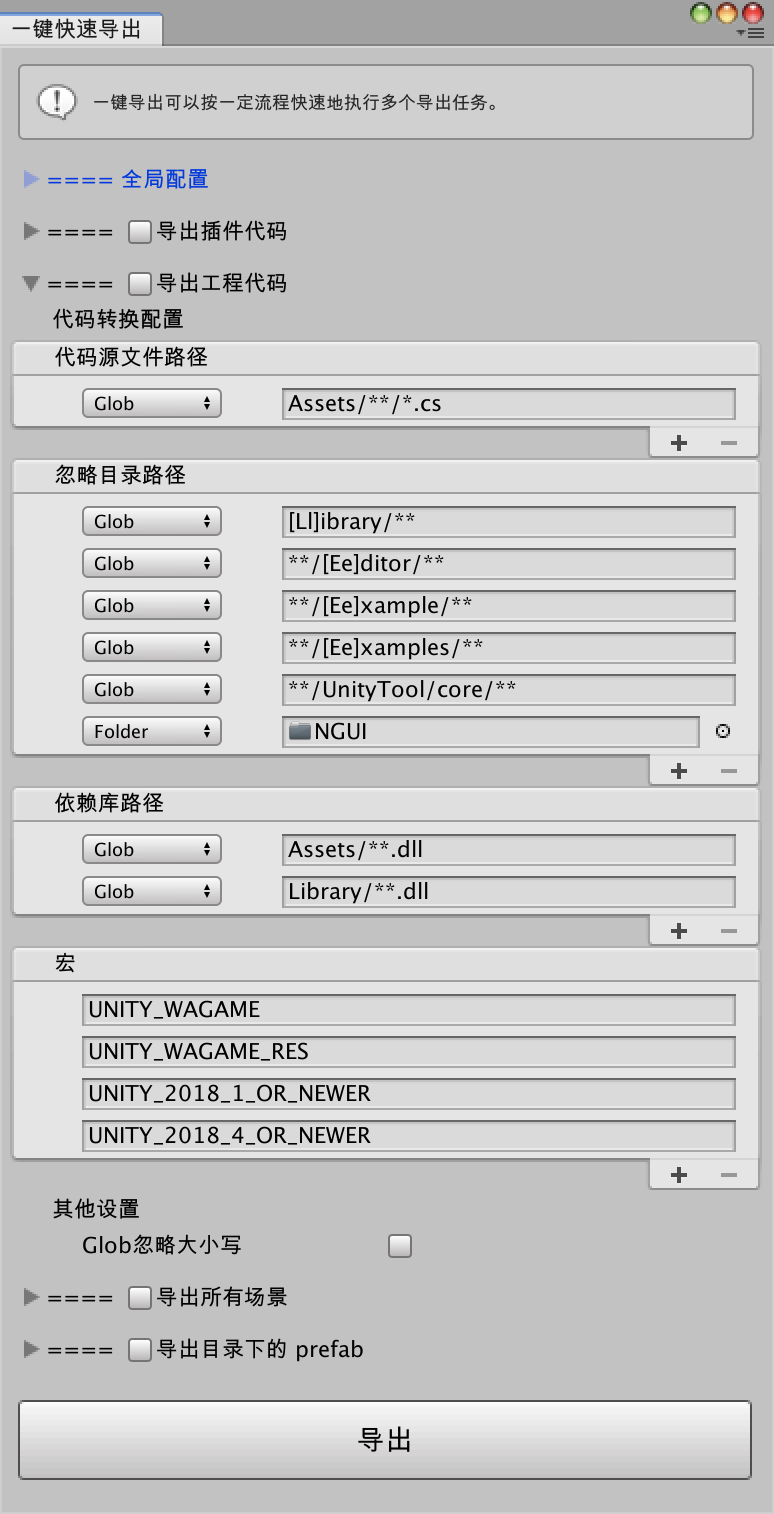 一键快速导出
一键导出可以按一定流程快速地执行多个导出任务。
==== 全局配置
==== 导出插件代码
==== 导出工程代码
代码转换配置
代码源文件路径
Glob Assets/**/*.cs
+ −
忽略目录路径
Glob [Ll]ibrary/**
Glob **/[Ee]ditor/**
Glob **/[Ee]xample/**
Glob **/[Ee]xamples/**
Glob **/UnityTool/core/**
Folder NGUI
+ −
依赖库路径
Glob Assets/**.dll
Glob Library/**.dll
+ −
宏
UNITY_WAGAME
UNITY_WAGAME_RES
UNITY_2018_1_OR_NEWER
UNITY_2018_4_OR_NEWER
+ −
其他设置
Glob忽略大小写
==== 导出所有场景
==== 导出目录下的 prefab
导出